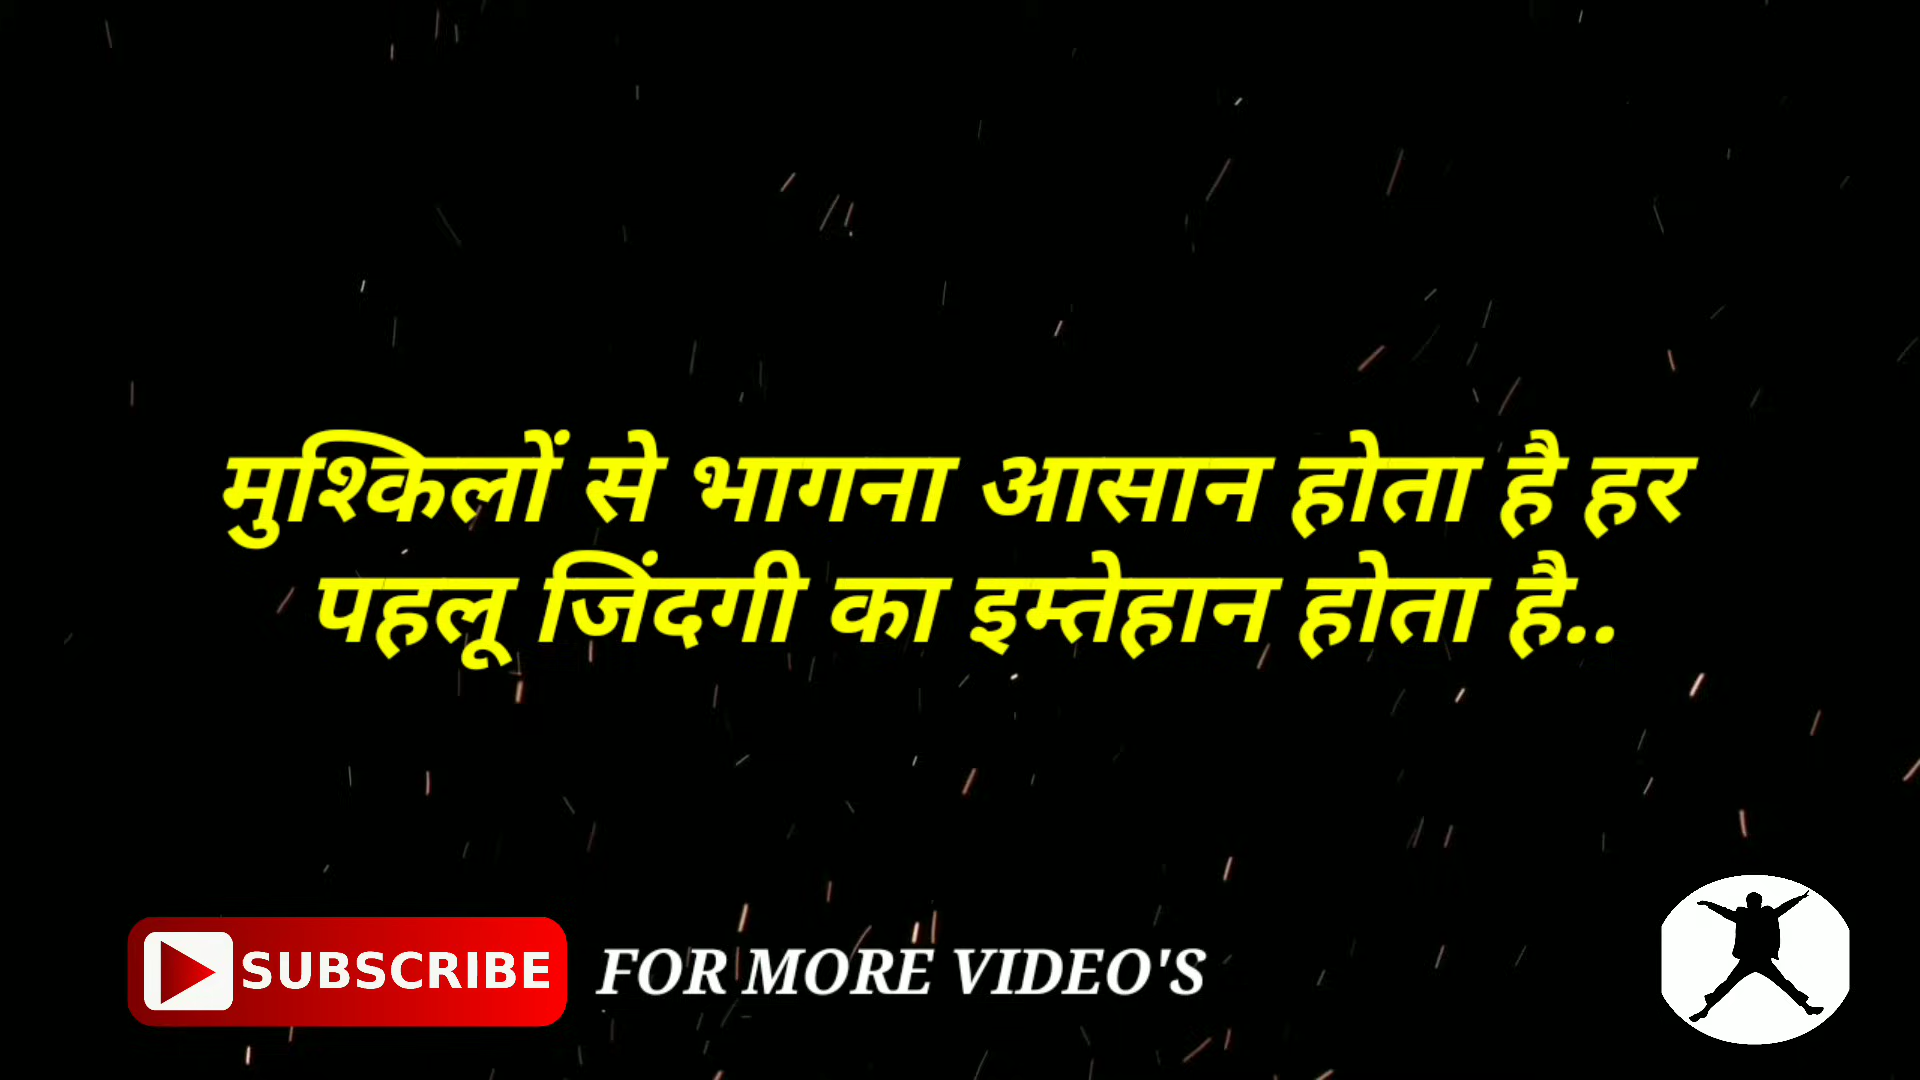 मुश्किलों से भागना आसान होता है हर
पहलू जिंदगी का इम्तेहान होता है..
SUBSCRIBE FOR MORE VIDEO'S